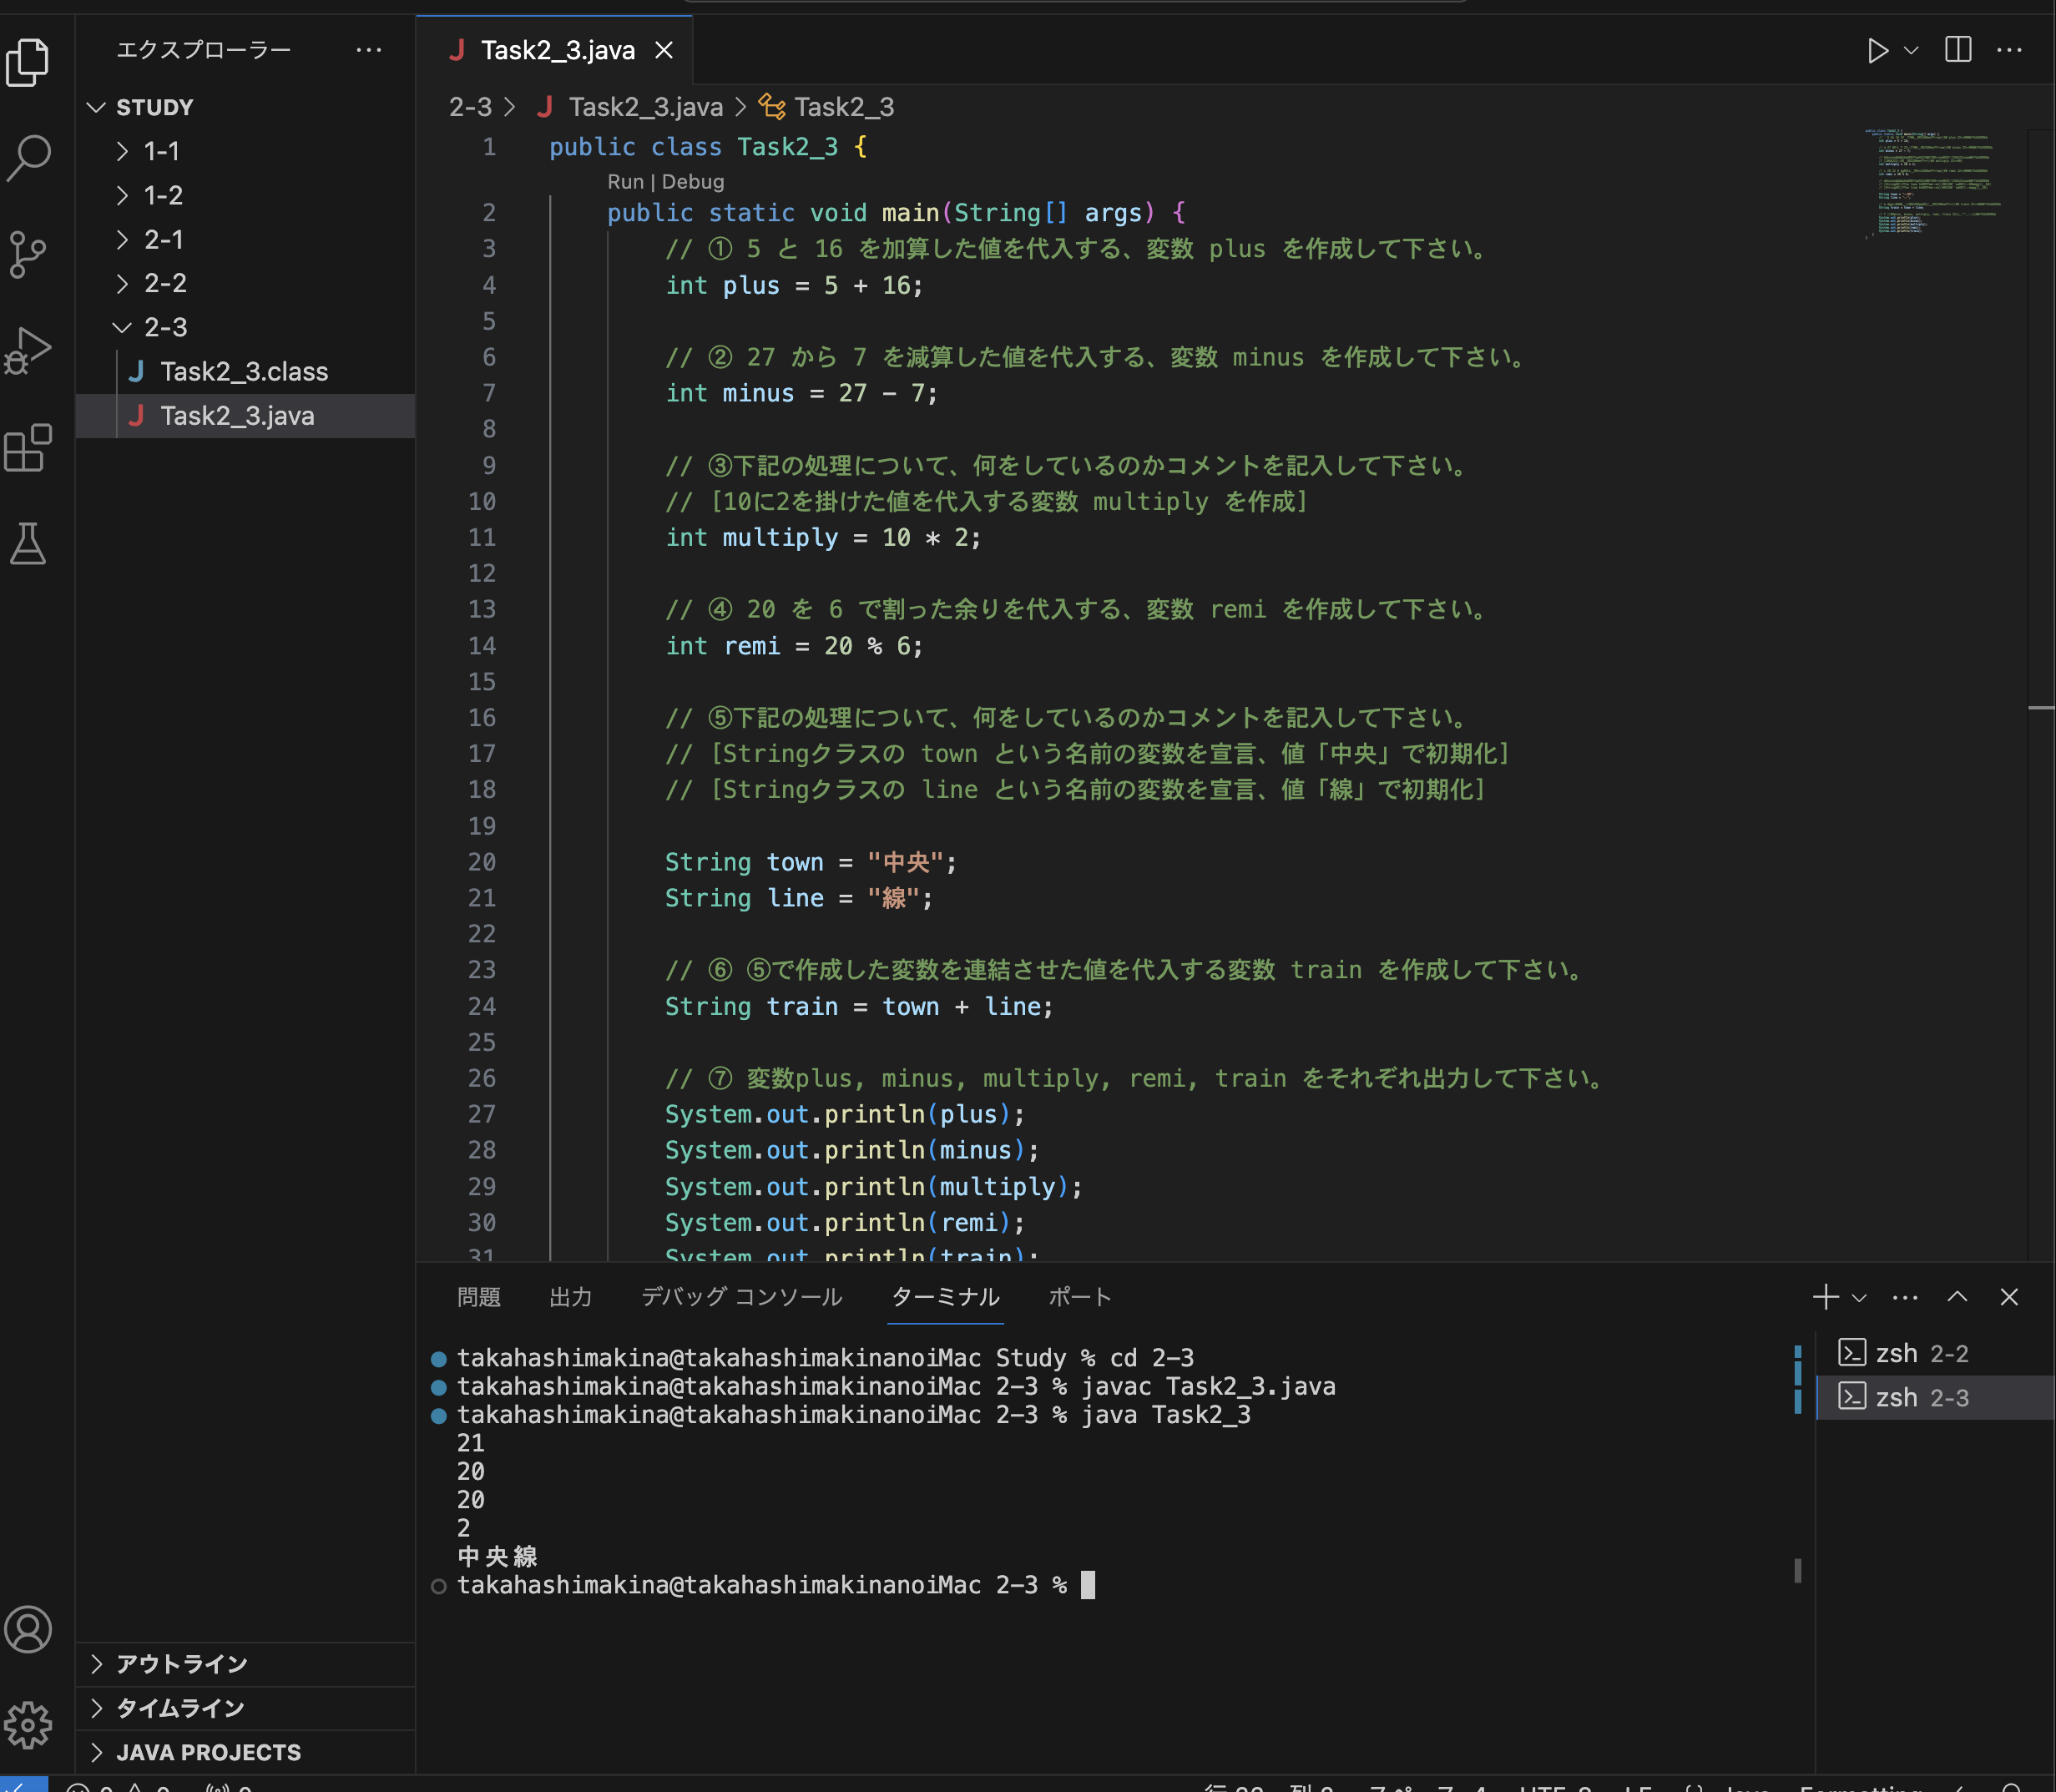 エクスプローラー
STUDY
1-1
1-2
2-1
2-2
2-3
Task2_3.class
Task2_3.java
アウトライン
タイムライン
JAVA PROJECTS
Task2_3.java
2-3 > Task2_3.java > Task2_3
1 public class Task2_3 {
Run | Debug
2 public static void main(String[] args) {
3 // ① 5 と 16 を加算した値を代入する、変数 plus を作成して下さい。
4 int plus = 5 + 16;
5
6 // ② 27 から 7 を減算した値を代入する、変数 minus を作成して下さい。
7 int minus = 27 - 7;
8
9 // ③下記の処理について、何をしているのかコメントを記入して下さい。
10 // [10に2を掛けた値を代入する変数 multiply を作成]
11 int multiply = 10 * 2;
12
13 // ④ 20 を 6 で割った余りを代入する、変数 remi を作成して下さい。
14 int remi = 20 % 6;
15
16 // ⑤下記の処理について、何をしているのかコメントを記入して下さい。
17 // [Stringクラスの town という名前の変数を宣言、値「中央」で初期化]
18 // [Stringクラスの line という名前の変数を宣言、値「線」で初期化]
19
20 String town = "中央";
21 String line = "線";
22
23 // ⑥ ⑤で作成した変数を連結させた値を代入する変数 train を作成して下さい。
24 String train = town + line;
25
26 // ⑦ 変数plus, minus, multiply, remi, train をそれぞれ出力して下さい。
27 System.out.println(plus);
28 System.out.println(minus);
29 System.out.println(multiply);
30 System.out.println(remi);
31 System.out.println(train);
問題 出力 デバッグ コンソール ターミナル ポート
takahashimakina@takahashimakinanoiMac Study % cd 2-3
takahashimakina@takahashimakinanoiMac 2-3 % javac Task2_3.java
takahashimakina@takahashimakinanoiMac 2-3 % java Task2_3
21
20
20
2
中央線
takahashimakina@takahashimakinanoiMac 2-3 %
zsh 2-2
zsh 2-3